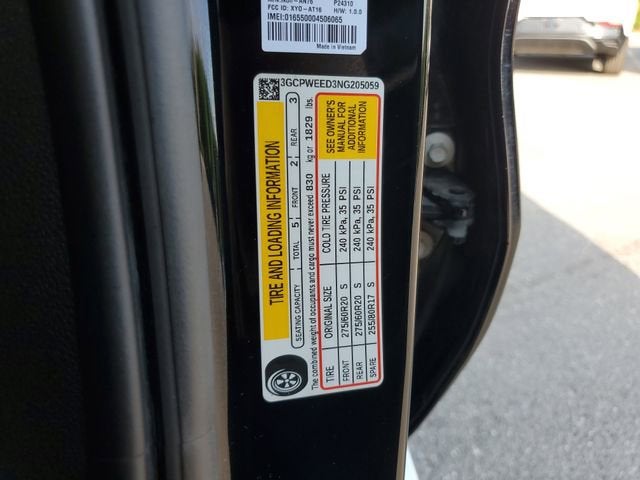 FCC ID: XYO-AT16 H/W: 1.0.0
P24310
IMEI:016550004506065
Made in Vietnam
3GCPWEED3NG205059
TIRE AND LOADING INFORMATION
SEATING CAPACITY TOTAL 5 FRONT 2 REAR 3
The combined weight of occupants and cargo must never exceed 830 kg or 1829 lbs.
TIRE ORIGINAL SIZE COLD TIRE PRESSURE
FRONT 275/60R20 S 240 kPa, 35 PSI
REAR 275/60R20 S 240 kPa, 35 PSI
SPARE 255/80R17 S 240 kPa, 35 PSI
SEE OWNER'S
MANUAL FOR
ADDITIONAL
INFORMATION